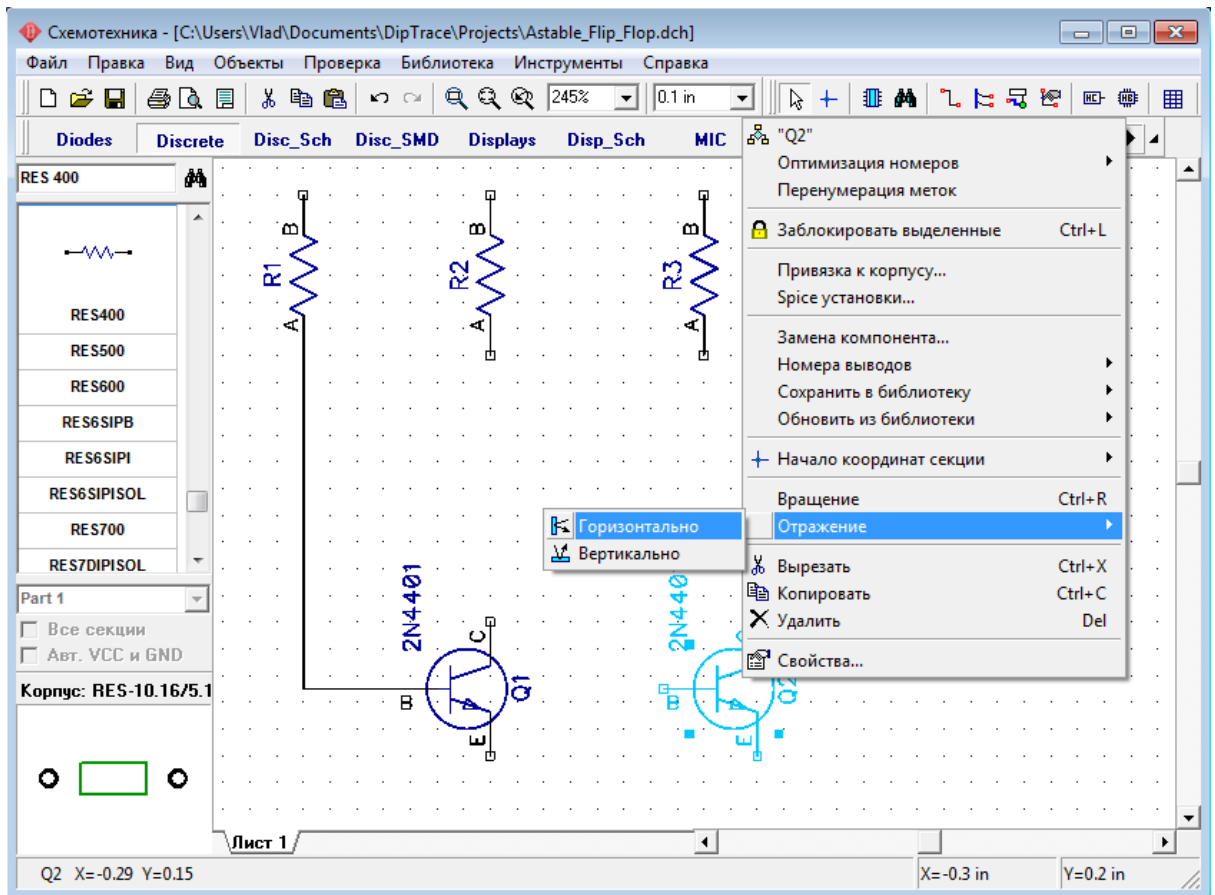 Схемотехника - [C:\Users\Vlad\Documents\DipTrace\Projects\Astable_Flip_Flop.dch]
Файл Правка Вид Объекты Проверка Библиотека Инструменты Справка
245% 0.1 in
Diodes Discrete Disc_Sch Disc_SMD Displays Disp_Sch MIC
RES 400
RES400
RES500
RES600
RES6SIPB
RES6SIPI
RES6SIPISOL
RES700
RES7DIPISOL
Part 1
Все секции
Авт. VCC и GND
Корпус: RES-10.16/5.1
B
R1
A
B
R2
A
B
R3
A
2N4401
C
B
Q1
E
2N4401
B
Q2
E
"Q2"
Оптимизация номеров
Перенумерация меток
Заблокировать выделенные Ctrl+L
Привязка к корпусу...
Spice установки...
Замена компонента...
Номера выводов
Сохранить в библиотеку
Обновить из библиотеки
Начало координат секции
Вращение Ctrl+R
Отражение
Горизонтально
Вертикально
Вырезать Ctrl+X
Копировать Ctrl+C
Удалить Del
Свойства...
Лист 1
Q2 X=-0.29 Y=0.15 X=-0.3 in Y=0.2 in